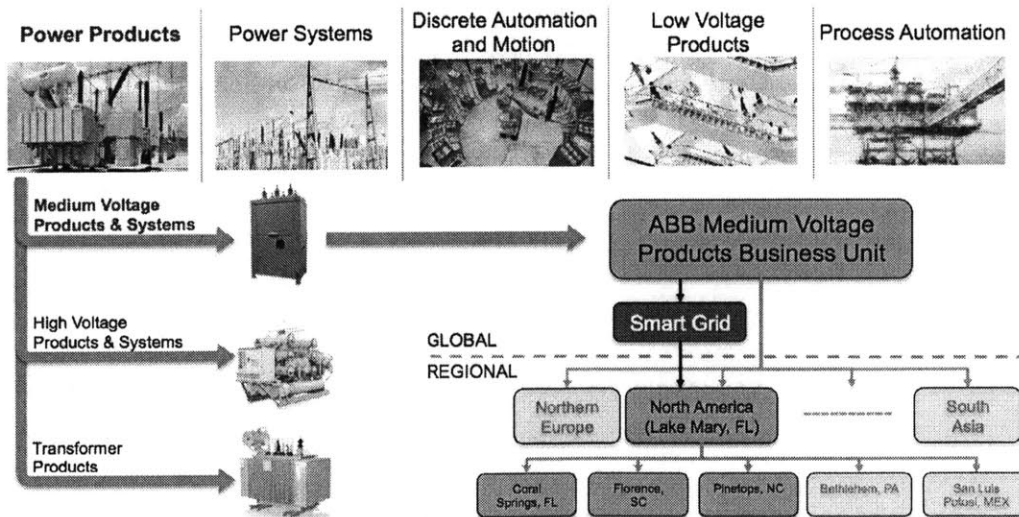 Power Products
Power Systems
Discrete Automation
and Motion
Low Voltage
Products
Process Automation
Medium Voltage
Products & Systems
ABB Medium Voltage
Products Business Unit
High Voltage
Products & Systems
Smart Grid
GLOBAL
REGIONAL
Northern
Europe
North America
(Lake Mary, FL)
South
Asia
Transformer
Products
Coral
Springs, FL
Florence,
SC
Pinetops, NC
Bethlehem, PA
San Luis
Potosi, MEX